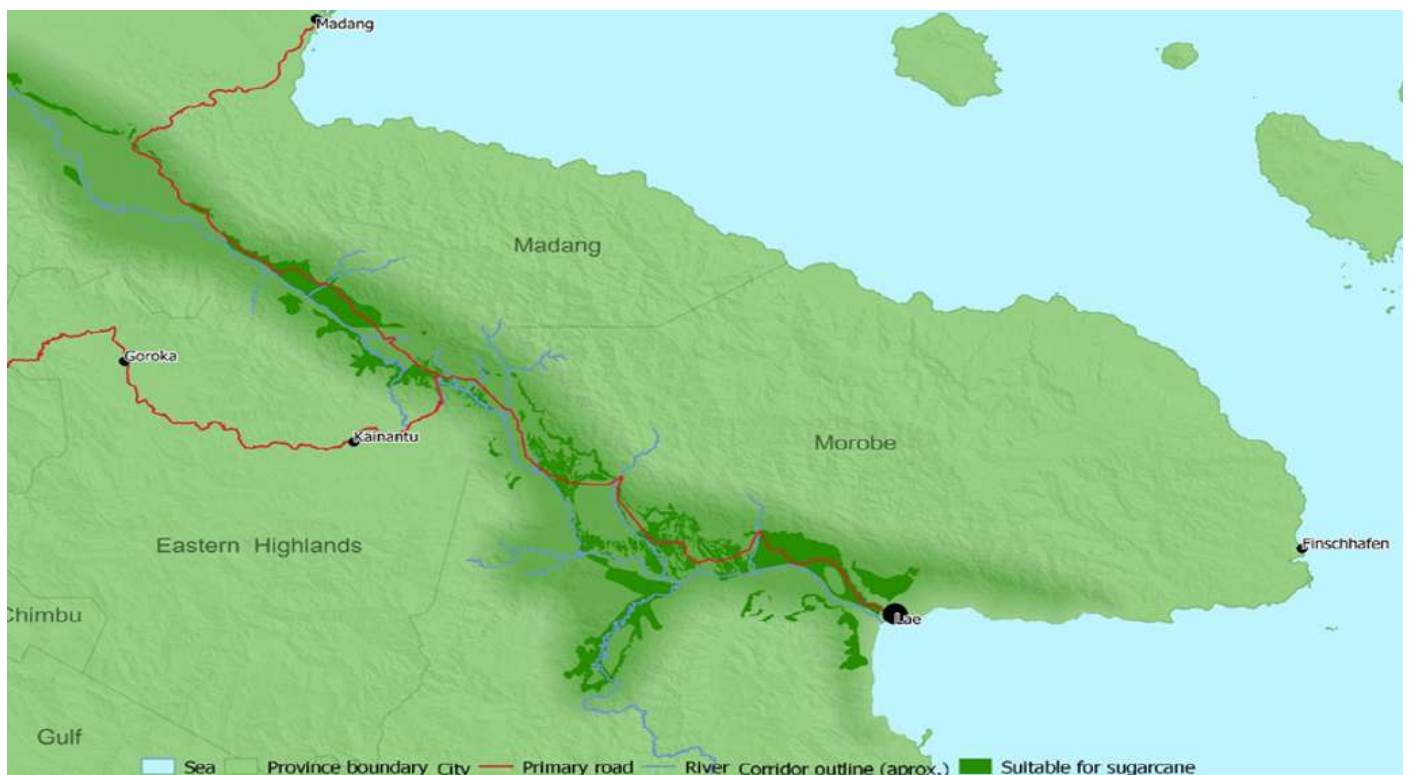 Madang
Madang
Goroka
Kainantu
Morobe
Eastern Highlands
Finschhafen
Chimbu
Lae
Gulf
Sea Province boundary City Primary road River Corridor outline (aprox.) Suitable for sugarcane